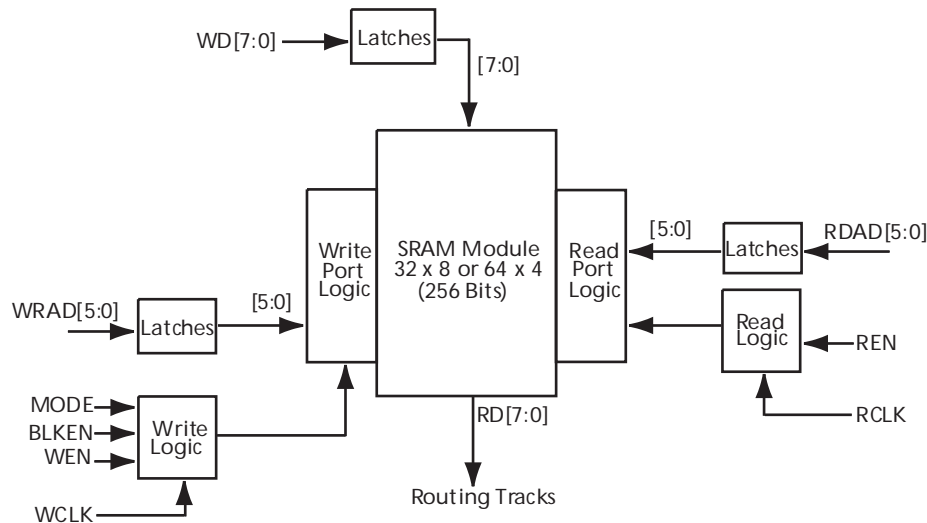 WD[7:0]
Latches
[7:0]
SRAM Module
32 x 8 or 64 x 4
(256 Bits)
Write
Port
Logic
Read
Port
Logic
[5:0]
Latches
RDAD[5:0]
WRAD[5:0]
Latches
[5:0]
Read
Logic
REN
RCLK
MODE
BLKEN
WEN
WCLK
Write
Logic
RD[7:0]
Routing Tracks